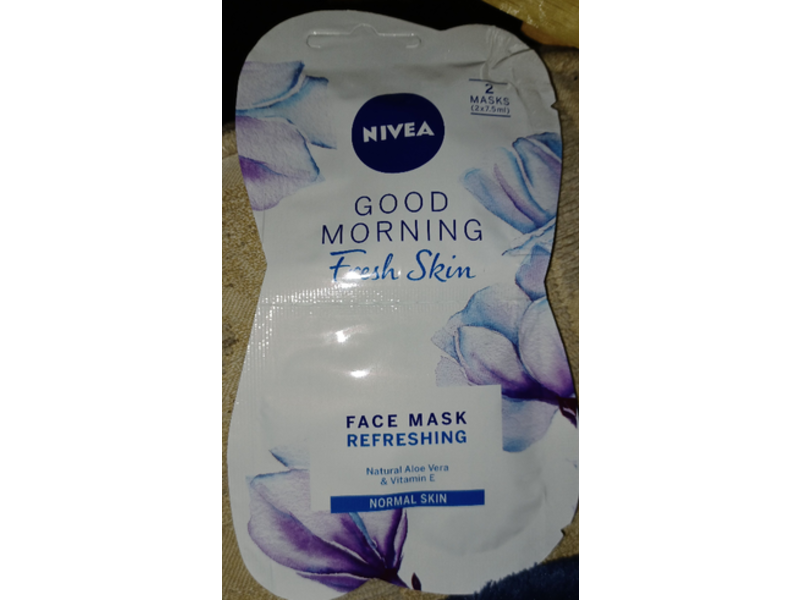 2
MASKS
(2x7,5ml)
NIVEA
GOOD
MORNING
Fresh Skin
FACE MASK
REFRESHING
Natural Aloe Vera
& Vitamin E
NORMAL SKIN